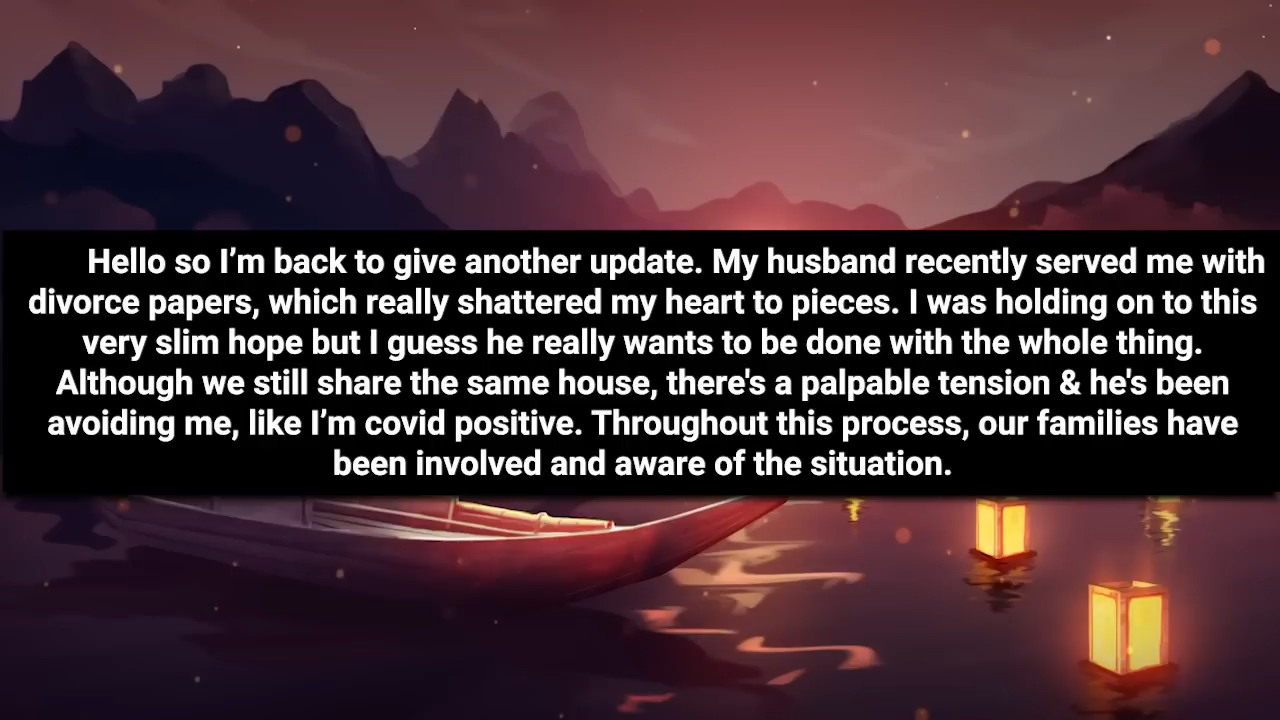 Hello so I’m back to give another update. My husband recently served me with
divorce papers, which really shattered my heart to pieces. I was holding on to this
very slim hope but I guess he really wants to be done with the whole thing.
Although we still share the same house, there's a palpable tension & he's been
avoiding me, like I’m covid positive. Throughout this process, our families have
been involved and aware of the situation.